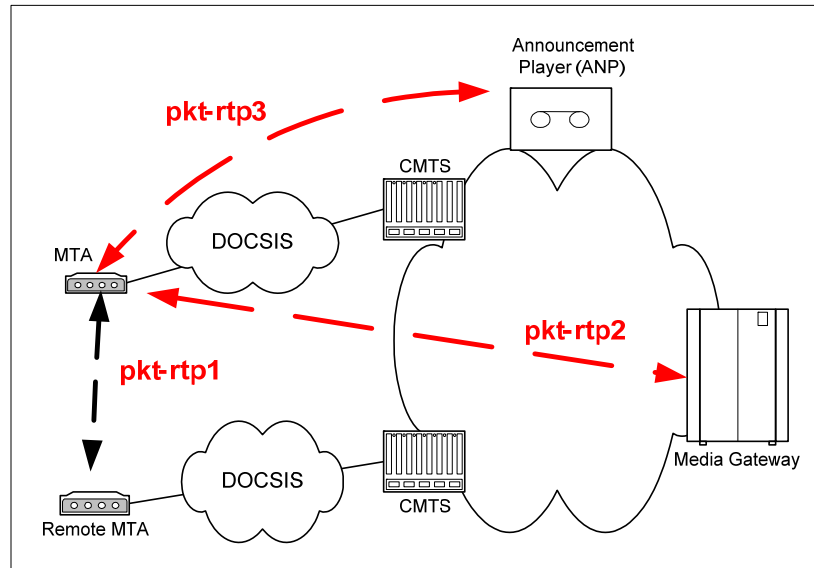 Announcement
Player (ANP)
pkt-rtp3
CMTS
DOCSIS
MTA
pkt-rtp2
pkt-rtp1
Media Gateway
DOCSIS
CMTS
Remote MTA